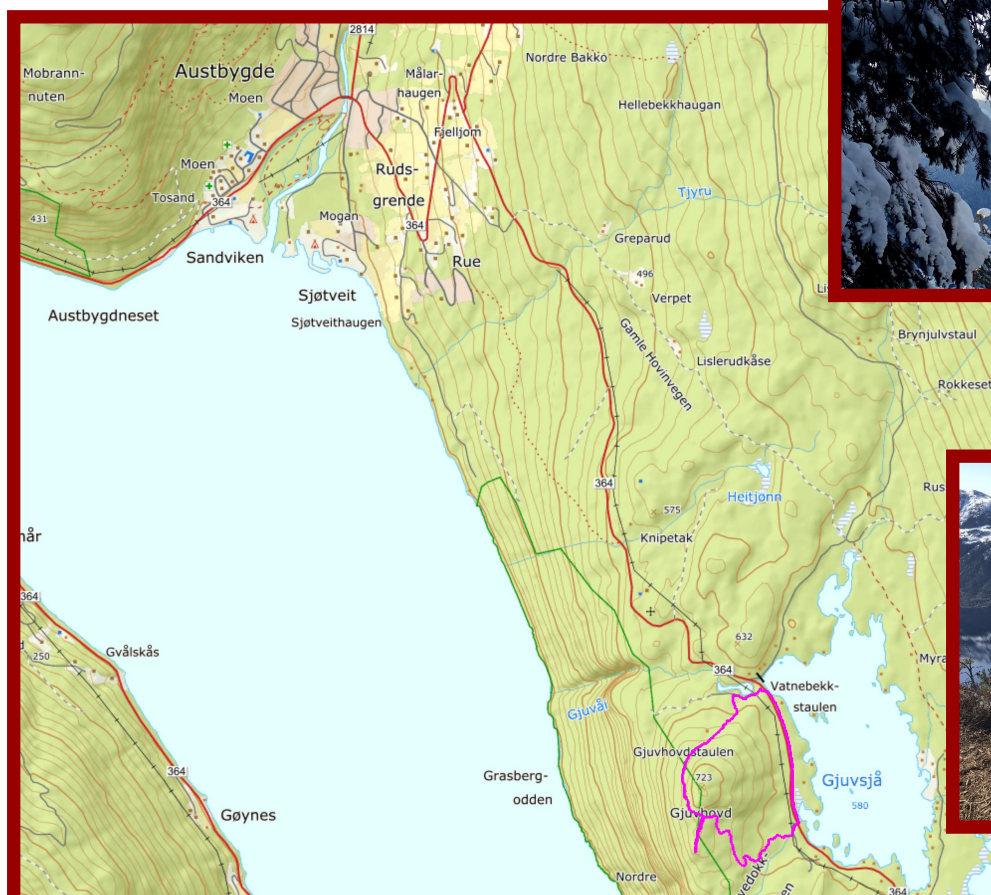 2814
Nordre Bakko
Mobrann-
nuten
Austbygde
Moen
Målar-
haugen
Hellebekkhaugan
Fjelljom
Moen
Ruds-
grende
Tjyru
Tosand
364
Mogan
364
431
Greparud
Sandviken
Rue
496
Verpet
Sjøtveit
Austbygdneset
Sjøtveithaugen
Gamle Hovinvegen
Brynjulvstaul
Lislerudkåse
364
Heitjønn
575
Knipetak
364
632
Gvålskås
250
364
Vatnebekk-
staulen
Gjuvåi
Gjuvhovdstaulen
364
Grasberg-
odden
723
Gjuvsjå
580
Gøynes
Gjuvhovd
Nordre
364